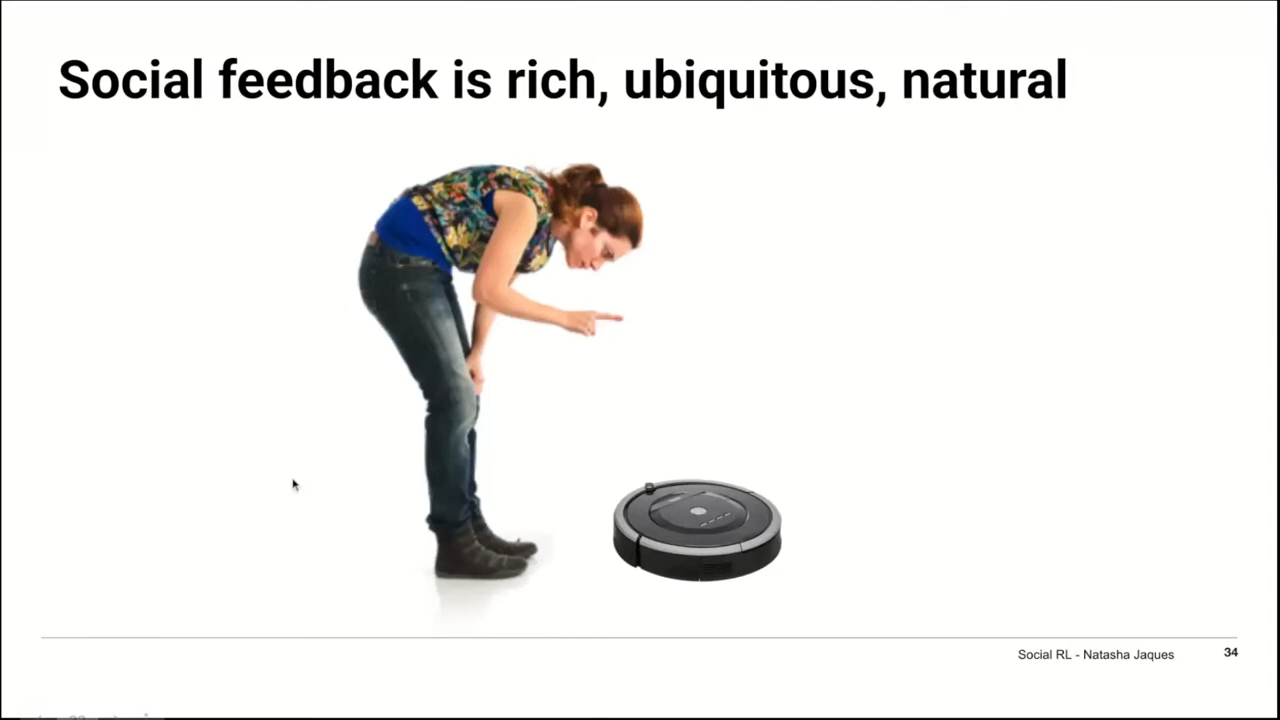 Social feedback is rich, ubiquitous, natural
Social RL - Natasha Jaques
34